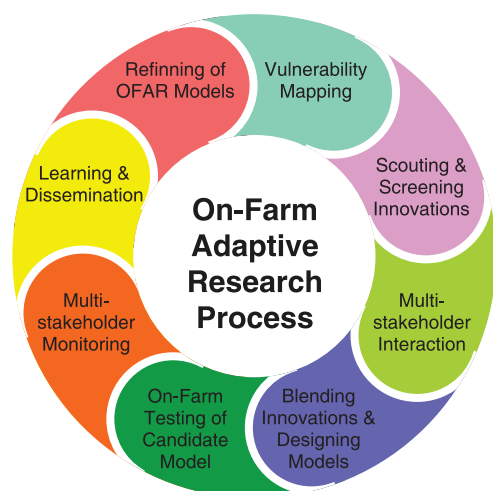 Vulnerability
Mapping
Scouting &
Screening
Innovations
Multi-
stakeholder
Interaction
Blending
Innovations &
Designing
Models
On-Farm
Testing of
Candidate
Model
Multi-
stakeholder
Monitoring
Learning &
Dissemination
Refinning of
OFAR Models
On-Farm
Adaptive
Research
Process